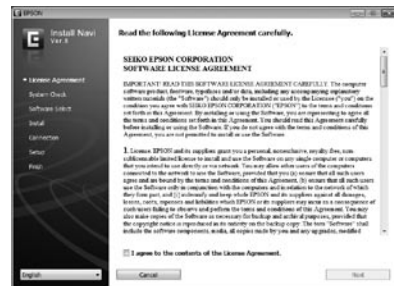 EPSON
Install Navi
Read the following License Agreement carefully.
License Agreement
System Check
Software Select
Install
Connection
Setup
Finish
SEIKO EPSON CORPORATION
SOFTWARE LICENSE AGREEMENT
IMPORTANT: READ THIS SOFTWARE LICENSE AGREEMENT CAREFULLY. The computer
software product, fontware, typefaces and/or data, including any accompanying explanatory
written materials (the "Software") should only be installed or used by the Licensee ("you") on the
condition you agree with SEIKO EPSON CORPORATION ("EPSON") to the terms and conditions
set forth in this Agreement. By installing or using the Software, you are representing to agree all
the terms and conditions set forth in this Agreement. You should read this Agreement carefully
before installing or using the Software. If you do not agree with the terms and conditions of this
Agreement, you are not permitted to install or use the Software.
1. License. EPSON and its suppliers grant you a personal, nonexclusive, royalty-free, non-
sublicensable limited license to install and use the Software on any single computer or computers
that you intend to use directly or via network. You may allow other users of the computers
connected to the network to use the Software, provided that you (a) ensure that all such users
agree and are bound by the terms and conditions of this Agreement, (b) ensure that all such users
use the Software only in conjunction with the computers and in relation to the network of which
they form part, and (c) indemnify and keep whole EPSON and its suppliers against all damages,
losses, costs, expenses and liabilities which EPSON or its suppliers may incur as a consequence of
such users failing to observe and perform the terms and conditions of this Agreement. You may
also make copies of the Software as necessary for backup and archival purposes, provided that
the copyright notice is reproduced in its entirety on the backup copy. The term "Software" shall
include the software components, media, all copies made by you and any upgrades, modified
I agree to the contents of the License Agreement.
English
Cancel
Next